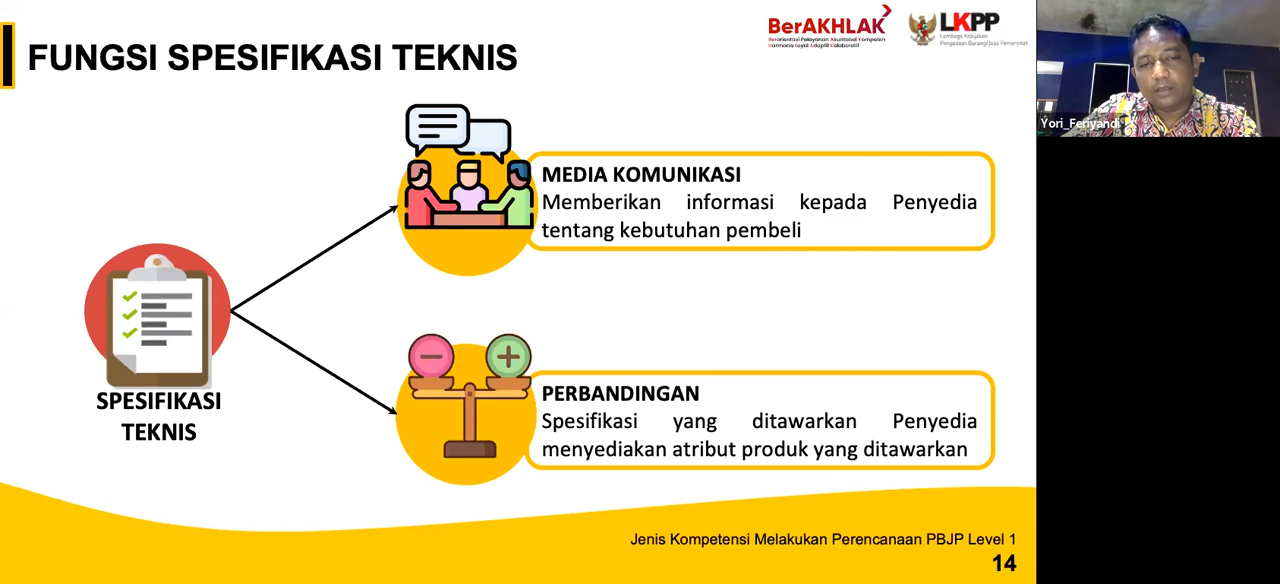 FUNGSI SPESIFIKASI TEKNIS
BerAKHLAK
Berorientasi Pelayanan Akuntabel Kompeten
Harmonis Loyal Adaptif Kolaboratif
LKPP
Lembaga Kebijakan
Pengadaan Barang/Jasa Pemerintah
Yori_Feriyandi
MEDIA KOMUNIKASI
Memberikan informasi kepada Penyedia
tentang kebutuhan pembeli
SPESIFIKASI
TEKNIS
PERBANDINGAN
Spesifikasi yang ditawarkan Penyedia
menyediakan atribut produk yang ditawarkan
Jenis Kompetensi Melakukan Perencanaan PBJP Level 1
14